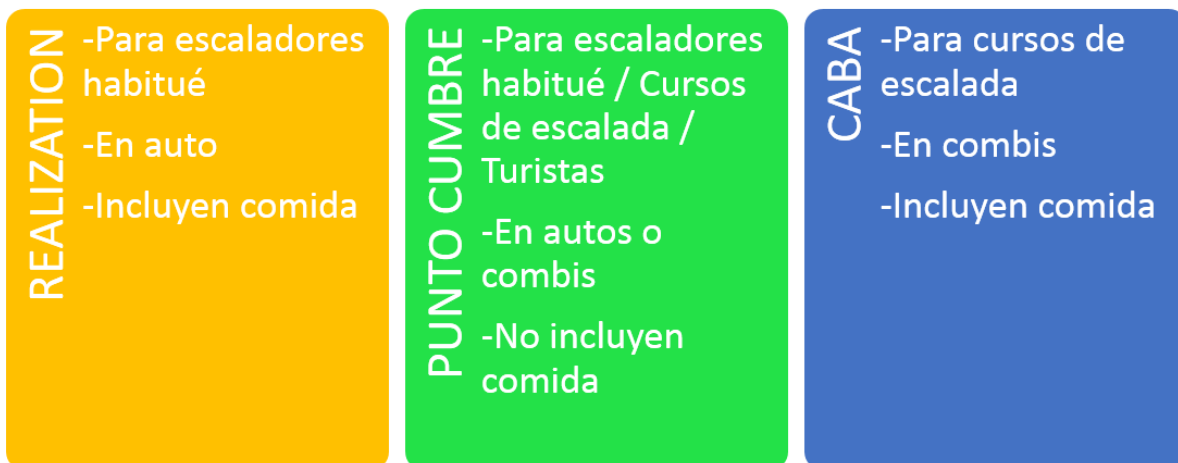 REALIZATION
-Para escaladores
habitué
-En auto
-Incluyen comida
PUNTO CUMBRE
-Para escaladores
habitué / Cursos
de escalada /
Turistas
-En autos o
combis
-No incluyen
comida
CABA
-Para cursos de
escalada
-En combis
-Incluyen comida